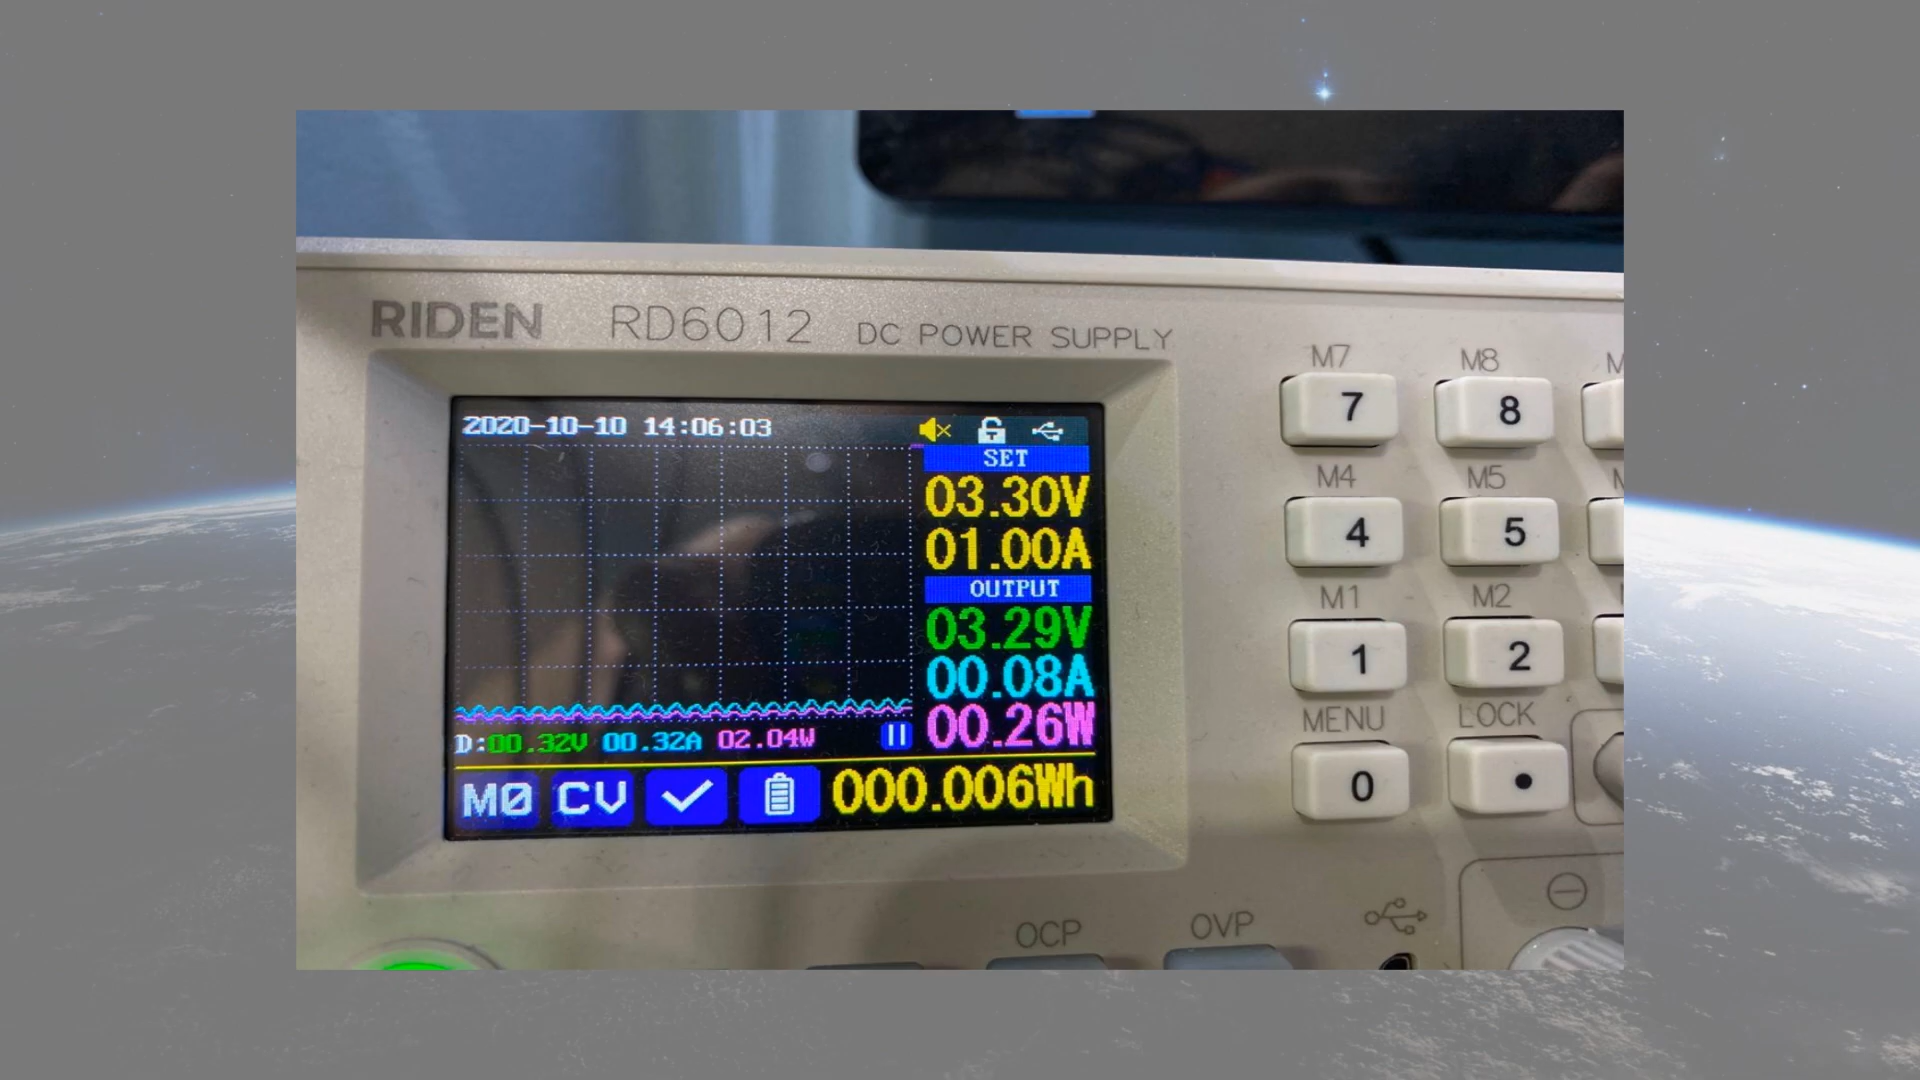 RIDEN RD6012 DC POWER SUPPLY
2020-10-10 14:06:03
SET
03.30V
01.00A
OUTPUT
03.29V
00.08A
00.26W
D:00.32V 00.32A 02.04W
M0 CV 000.006Wh
M7 M8 M
7 8
M4 M5
4 5
M1 M2
1 2
MENU LOCK
0 •
OCP OVP